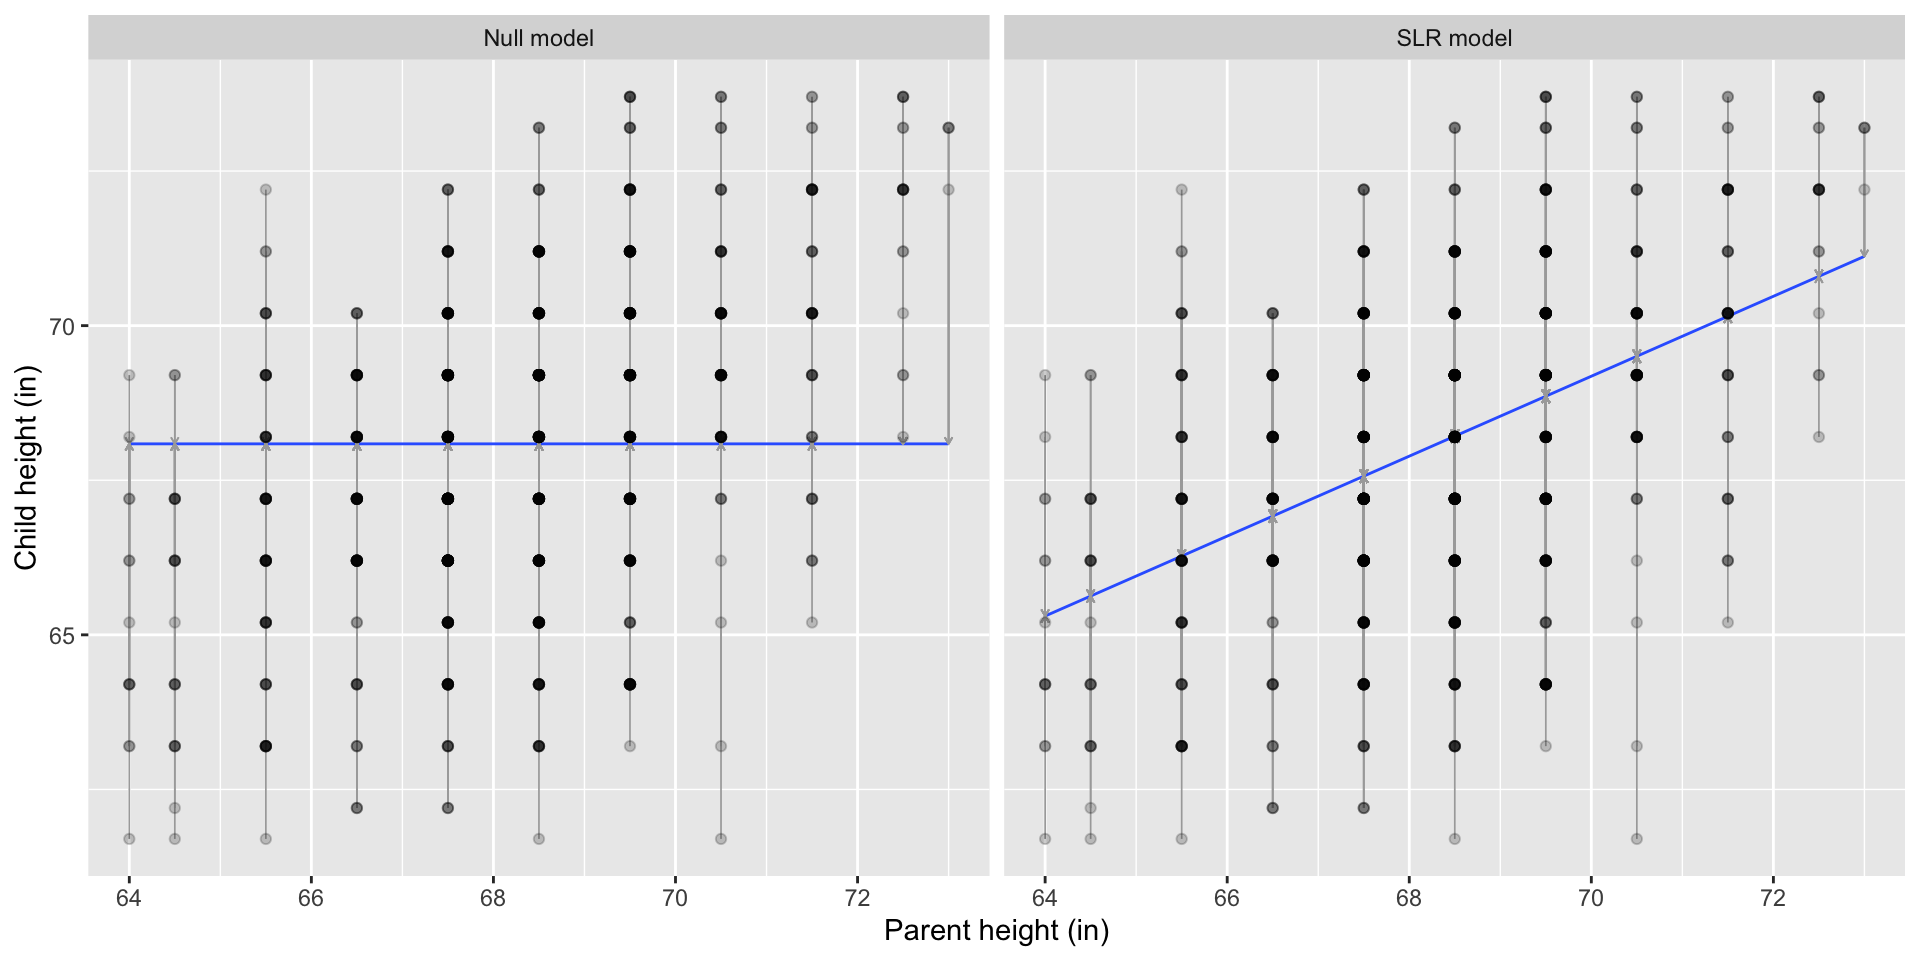 Null model
SLR model
Child height (in)
70
65
64 66 68 70 72
64 66 68 70 72
Parent height (in)